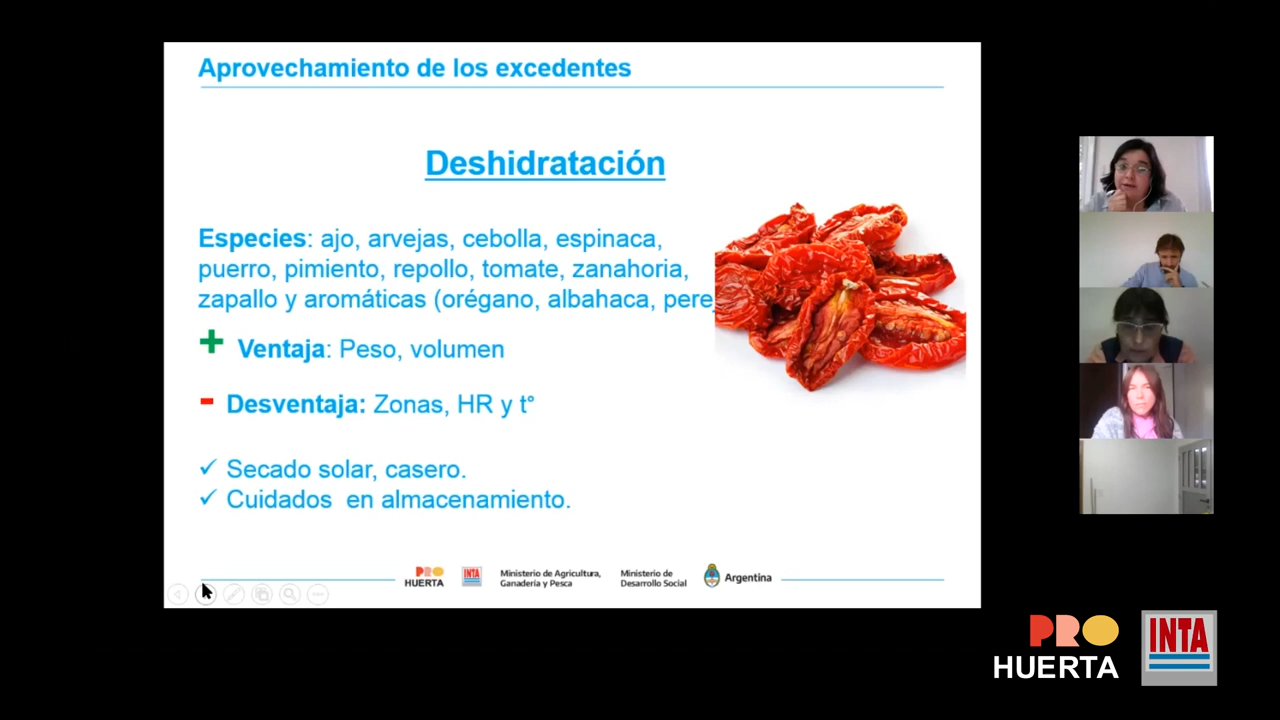 Aprovechamiento de los excedentes
Deshidratación
Especies: ajo, arvejas, cebolla, espinaca,
puerro, pimiento, repollo, tomate, zanahoria,
zapallo y aromáticas (orégano, albahaca, pere
+ Ventaja: Peso, volumen
- Desventaja: Zonas, HR y t°
✓ Secado solar, casero.
✓ Cuidados en almacenamiento.
PRO
HUERTA
INTA
Ministerio de Agricultura,
Ganadería y Pesca
Ministerio de
Desarrollo Social
Argentina
PRO
HUERTA
INTA